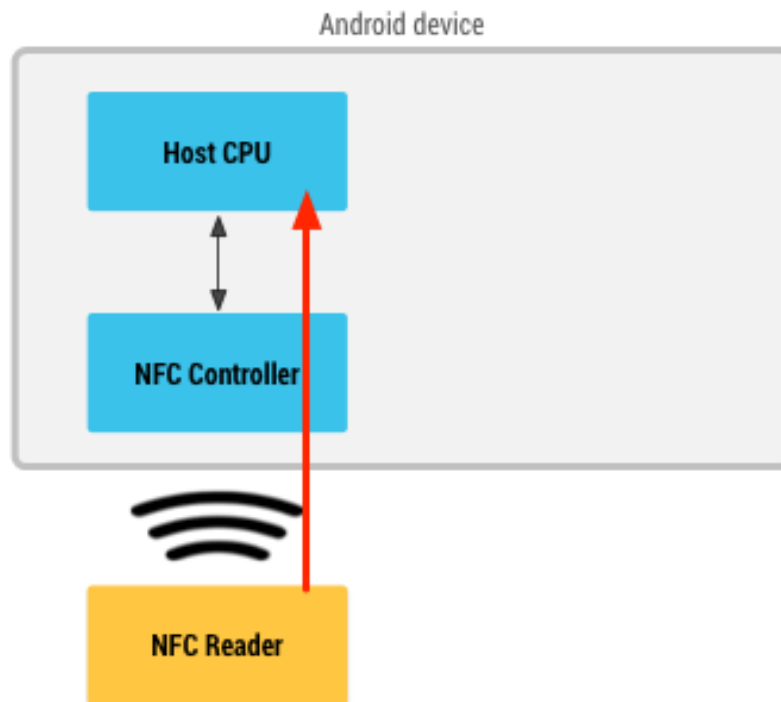 Android device
Host CPU
NFC Controller
NFC Reader